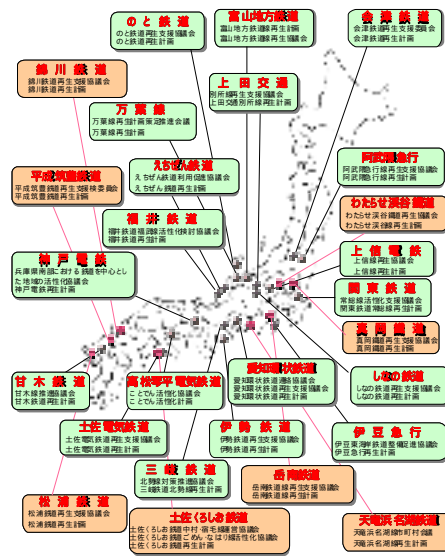 のと鉄道
のと鉄道再生支援協議会
のと鉄道再生計画
富山地方鉄道
富山地方鉄道線再生計画
富山地方鉄道線再生協議会
会津鉄道
会津鉄道再生支援委員会
会津鉄道再生計画
錦川鉄道
錦川鉄道再生支援協議会
錦川鉄道再生計画
上田交通
別所線再生支援協議会
上田交通別所線再生計画
万葉線
万葉線再生計画策定推進会議
万葉線再生計画
阿武隈急行
阿武隈急行線再生支援協議会
阿武隈急行線再生計画
えちぜん鉄道
えちぜん鉄道利用促進協議会
えちぜん鉄道再生計画
平成筑豊鉄道
平成筑豊鉄道再生支援検委員会
平成筑豊鉄道再生計画
わたらせ渓谷鐵道
わたらせ渓谷鐵道再生協議会
わたらせ渓谷鐵道再生計画
福井鉄道
福井鉄道福武線活性化検討協議会
福井鉄道再生計画
上信電鉄
上信線再生協議会
上信線再生計画
神戸電鉄
兵庫県南部における鉄道を中心とし
た地域の活性化協議会
神戸電鉄再生計画
関東鉄道
常総線活性化支援協議会
関東鉄道常総線再生計画
真岡鐵道
真岡鐵道再生協議会
真岡鐵道再生計画
しなの鉄道
しなの鉄道再生支援協議会
しなの鉄道再生計画
甘木鉄道
甘木線推進協議会
甘木鉄道再生計画
高松琴平電気鉄道
ことでん活性化協議会
ことでん活性化計画
愛知環状鉄道
愛知環状鉄道連絡協議会
愛知環状鉄道再生支援協議会
愛知環状鉄道再生計画
土佐電気鉄道
土佐電気鉄道再生支援協議会
土佐電気鉄道再生計画
伊勢鉄道
伊勢鉄道再生支援協議会
伊勢鉄道再生計画
伊豆急行
伊豆東海岸鉄道整備促進協議会
伊豆急行再生計画
三岐鉄道
北勢線対策推進協議会
三岐鉄道北勢線再生計画
岳南鉄道
岳南鉄道線再生支援協議会
岳南鉄道線再生計画
松浦鉄道
松浦鉄道再生支援協議会
松浦鉄道再生計画
土佐くろしお鉄道
土佐くろしお鉄道中村・宿毛線運営協議会
土佐くろしお鉄道ごめん・なはり線活性化協議会
土佐くろしお鉄道再生計画
天竜浜名湖鉄道
天竜浜名湖線市町村会議
天竜浜名湖鉄道再生計画